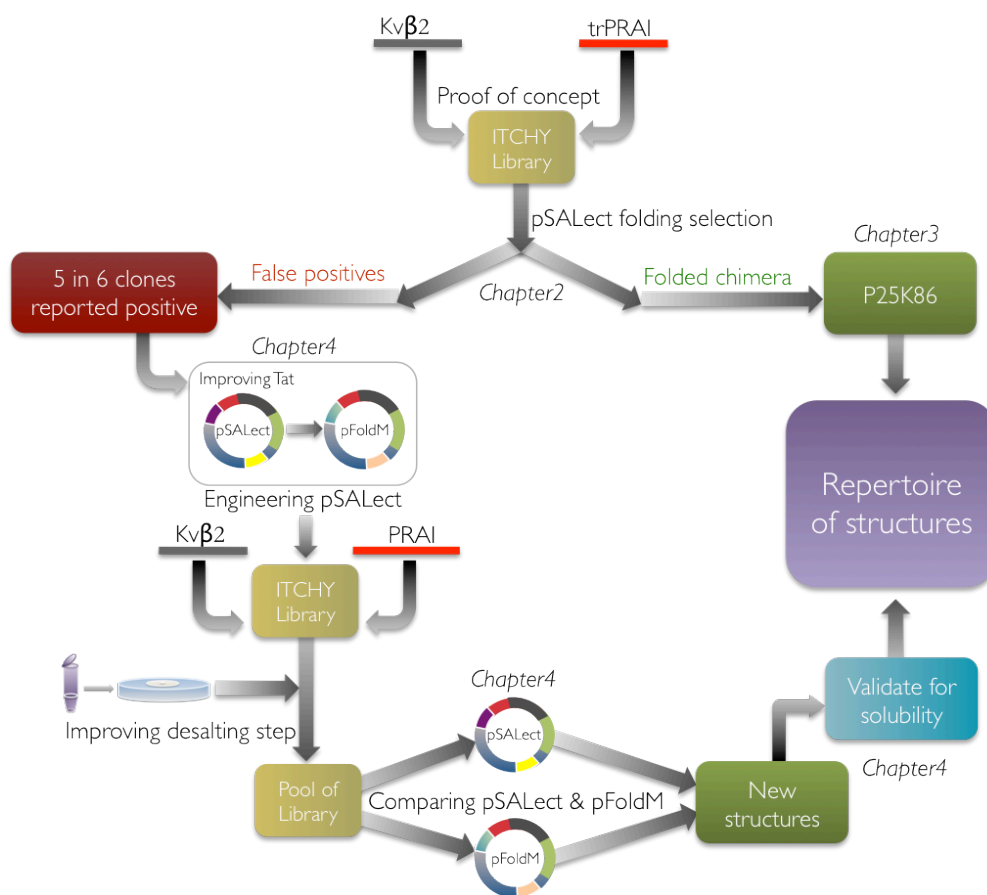 Kvβ2
trPRAI
Proof of concept
ITCHY
Library
pSALect folding selection
Chapter3
5 in 6 clones
reported positive
False positives
Chapter2
Folded chimera
P25K86
Chapter4
Improving Tat
pSALect
pFoldM
Engineering pSALect
Repertoire
of structures
Kvβ2
PRAI
ITCHY
Library
Improving desalting step
Chapter4
pSALect
Validate for
solubility
Chapter4
Pool of
Library
Comparing pSALect & pFoldM
New
structures
pFoldM